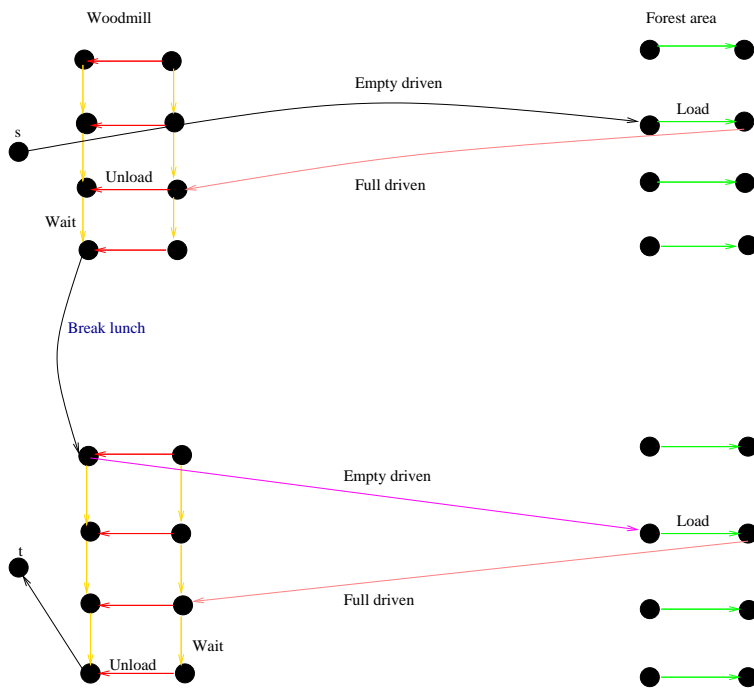 Woodmill
Forest area
Empty driven
Load
s
Unload
Full driven
Wait
Break lunch
Empty driven
Load
t
Full driven
Wait
Unload